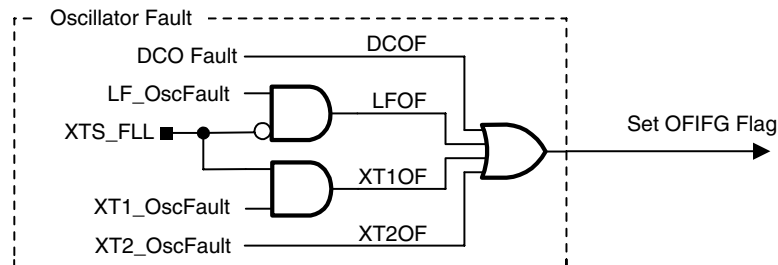 Oscillator Fault
DCO Fault
DCOF
LF_OscFault
LFOF
XTS_FLL
Set OFIFG Flag
XT1OF
XT1_OscFault
XT2_OscFault
XT2OF